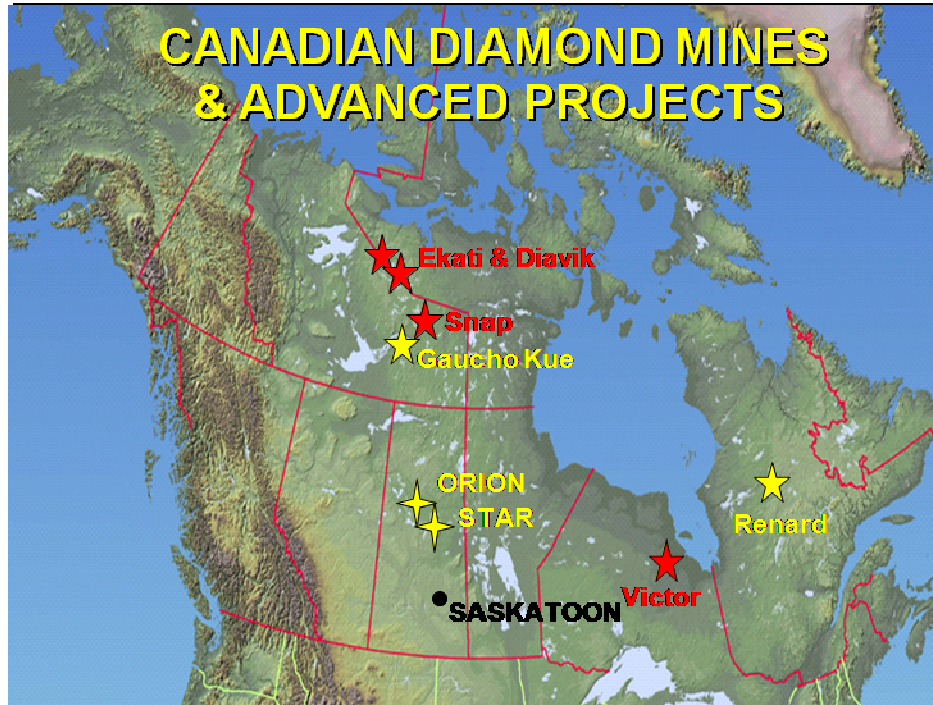 CANADIAN DIAMOND MINES
& ADVANCED PROJECTS
Ekati & Diavik
Snap
Gaucho Kue
ORION
STAR
Renard
Victor
SASKATOON